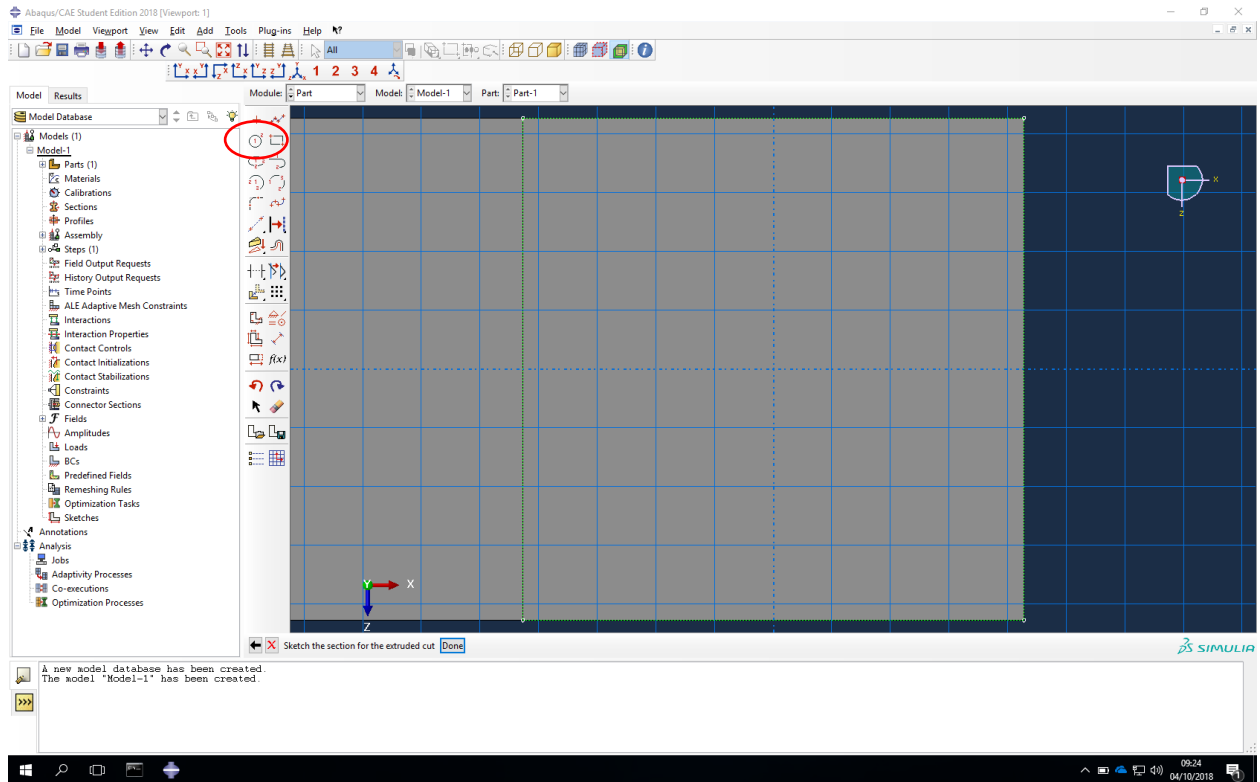 Abaqus/CAE Student Edition 2018 [Viewport: 1]
File Model Viewport View Edit Add Tools Plug-ins Help
All
1 2 3 4
Model Results
Module: Part Model: Model-1 Part: Part-1
Model Database
Models (1)
Model-1
Parts (1)
Materials
Calibrations
Sections
Profiles
Assembly
Steps (1)
Field Output Requests
History Output Requests
Time Points
ALE Adaptive Mesh Constraints
Interactions
Interaction Properties
Contact Controls
Contact Initializations
Contact Stabilizations
Constraints
Connector Sections
Fields
Amplitudes
Loads
BCs
Predefined Fields
Remeshing Rules
Optimization Tasks
Sketches
Annotations
Analysis
Jobs
Adaptivity Processes
Co-executions
Optimization Processes
f(x)
X
Z
Y X
Z
Sketch the section for the extruded cut Done
SIMULIA
A new model database has been created.
The model "Model-1" has been created.
>>>
09:24
04/10/2018